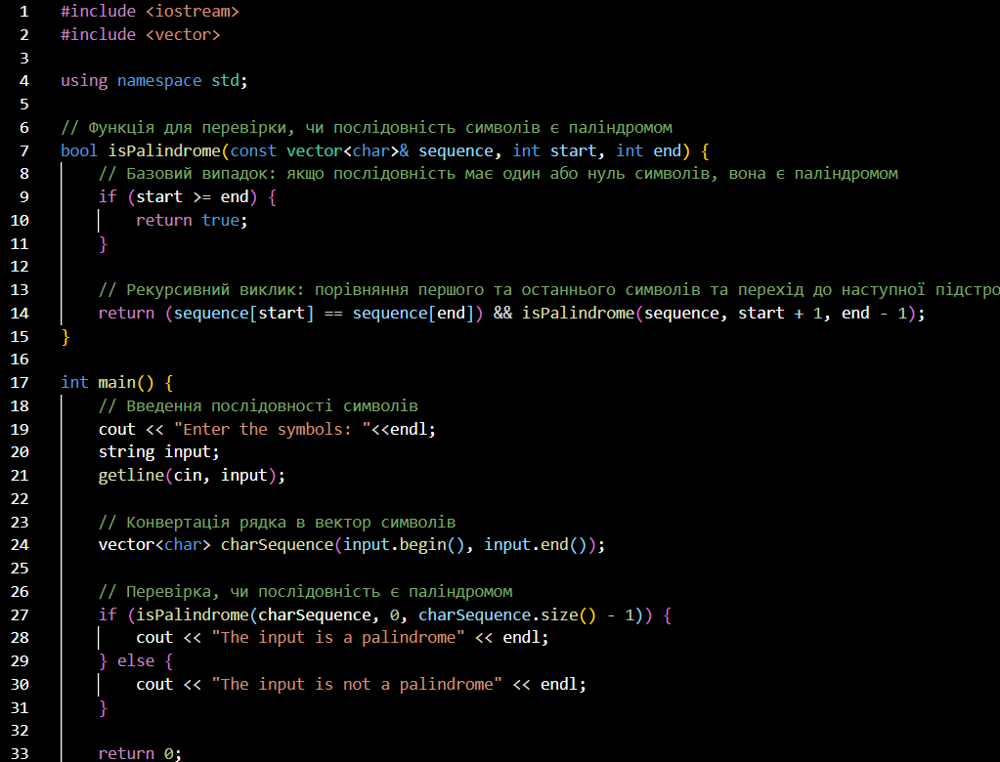 1 #include <iostream>
2 #include <vector>
3
4 using namespace std;
5
6 // Функція для перевірки, чи послідовність символів є паліндромом
7 bool isPalindrome(const vector<char>& sequence, int start, int end) {
8 // Базовий випадок: якщо послідовність має один або нуль символів, вона є паліндромом
9 if (start >= end) {
10 return true;
11 }
12
13 // Рекурсивний виклик: порівняння першого та останнього символів та перехід до наступної підстро
14 return (sequence[start] == sequence[end]) && isPalindrome(sequence, start + 1, end - 1);
15 }
16
17 int main() {
18 // Введення послідовності символів
19 cout << "Enter the symbols: "<<endl;
20 string input;
21 getline(cin, input);
22
23 // Конвертація рядка в вектор символів
24 vector<char> charSequence(input.begin(), input.end());
25
26 // Перевірка, чи послідовність є паліндромом
27 if (isPalindrome(charSequence, 0, charSequence.size() - 1)) {
28 cout << "The input is a palindrome" << endl;
29 } else {
30 cout << "The input is not a palindrome" << endl;
31 }
32
33 return 0;